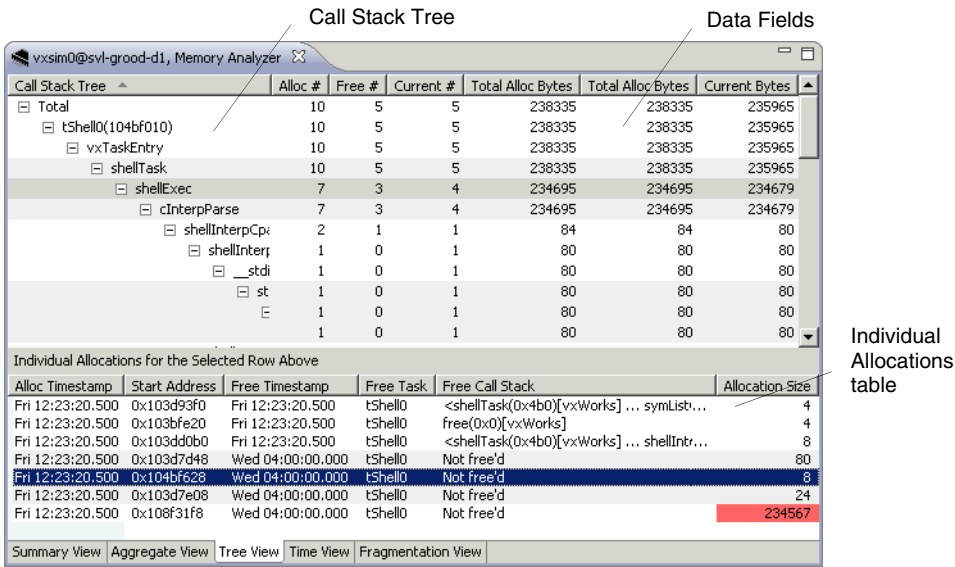 Call Stack Tree Data Fields
vxsim0@svl-grood-d1, Memory Analyzer
Call Stack Tree Alloc # Free # Current # Total Alloc Bytes Total Alloc Bytes Current Bytes
Total 10 5 5 238335 238335 235965
tShell0(104bf010) 10 5 5 238335 238335 235965
vxTaskEntry 10 5 5 238335 238335 235965
shellTask 10 5 5 238335 238335 235965
shellExec 7 3 4 234695 234695 234679
cInterpParse 7 3 4 234695 234695 234679
shellInterpCpa 2 1 1 84 84 80
shellInterp 1 0 1 80 80 80
__stdi 1 0 1 80 80 80
st 1 0 1 80 80 80
1 0 1 80 80 80
1 0 1 80 80 80
Individual Allocations for the Selected Row Above
Individual
Allocations
table
Alloc Timestamp Start Address Free Timestamp Free Task Free Call Stack Allocation Size
Fri 12:23:20.500 0x103d93f0 Fri 12:23:20.500 tShell0 <shellTask(0x4b0)[vxWorks] ... symList... 4
Fri 12:23:20.500 0x103bfe20 Fri 12:23:20.500 tShell0 free(0x0)[vxWorks] 4
Fri 12:23:20.500 0x103dd0b0 Fri 12:23:20.500 tShell0 <shellTask(0x4b0)[vxWorks] ... shellIntr... 8
Fri 12:23:20.500 0x103d7d48 Wed 04:00:00.000 tShell0 Not free'd 80
Fri 12:23:20.500 0x104bf628 Wed 04:00:00.000 tShell0 Not free'd 8
Fri 12:23:20.500 0x103d7e08 Wed 04:00:00.000 tShell0 Not free'd 24
Fri 12:23:20.500 0x108f31f8 Wed 04:00:00.000 tShell0 Not free'd 234567
Summary View Aggregate View Tree View Time View Fragmentation View